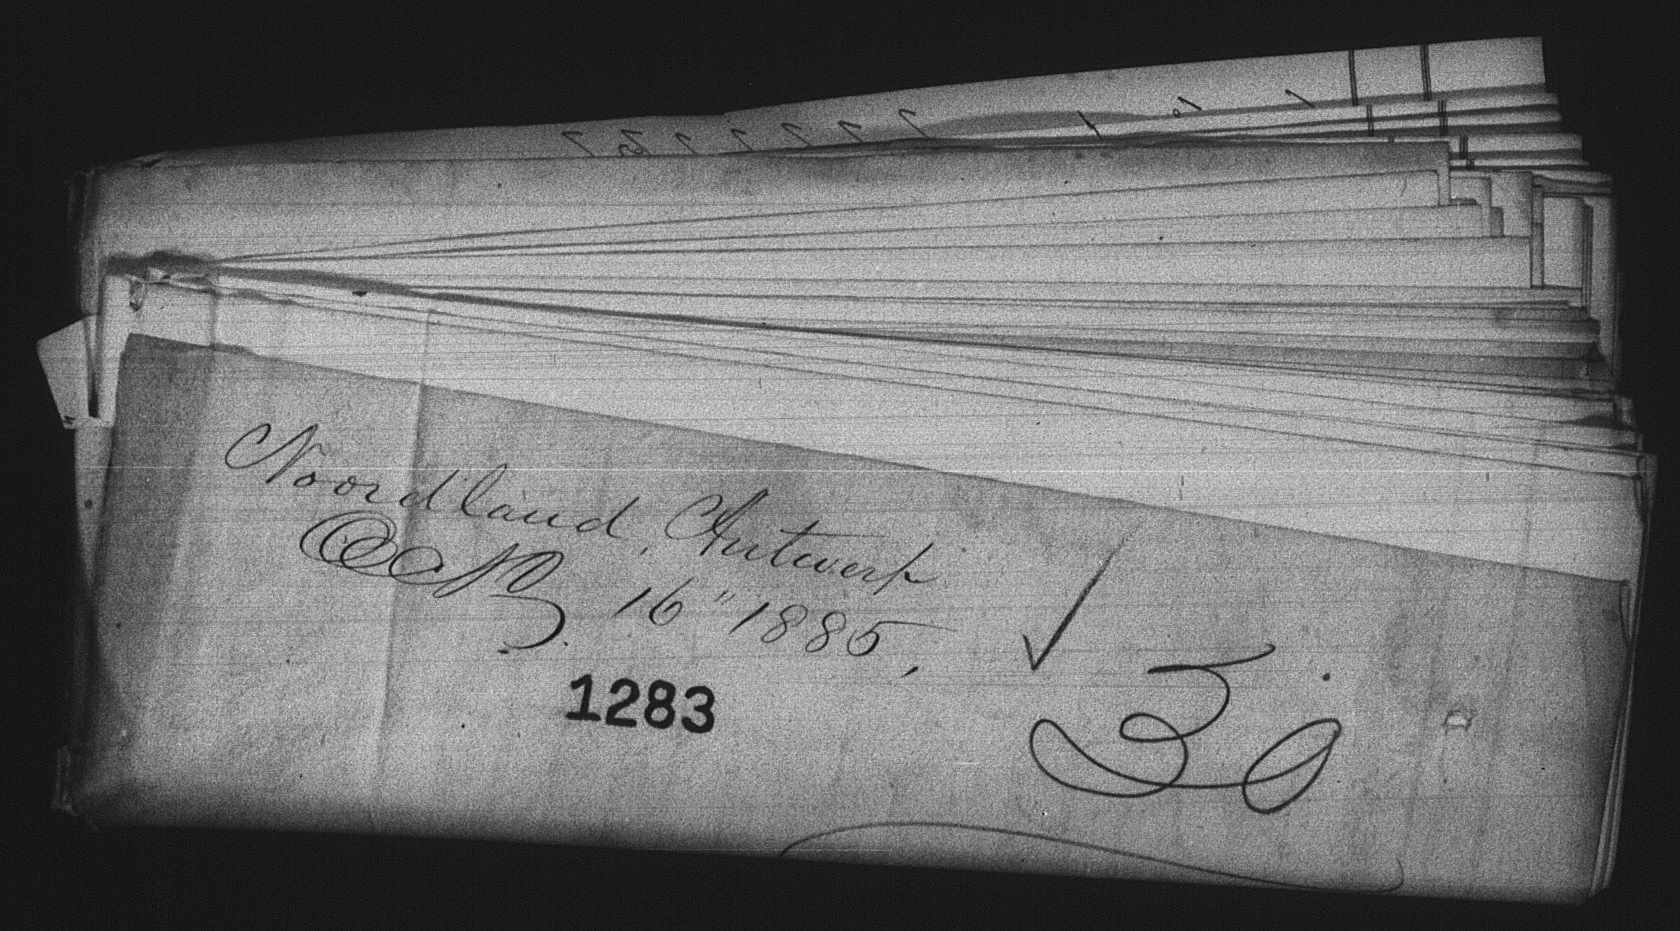 Noordland, Antwerp
16" 1885,
1283
30